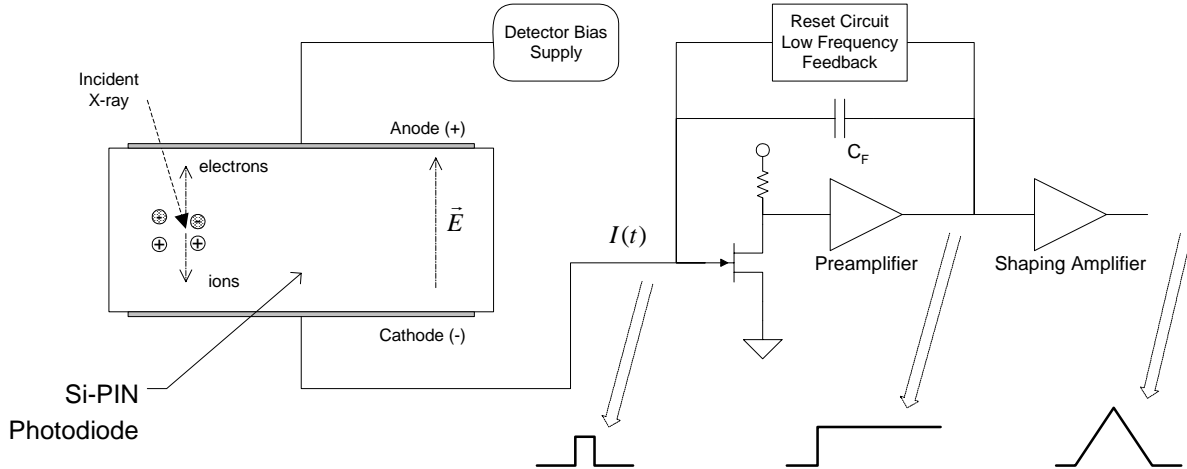 Detector Bias
Supply
Reset Circuit
Low Frequency
Feedback
Incident
X-ray
Anode (+)
electrons
C_F
E⃗
I(t)
ions
Preamplifier
Shaping Amplifier
Cathode (-)
Si-PIN
Photodiode